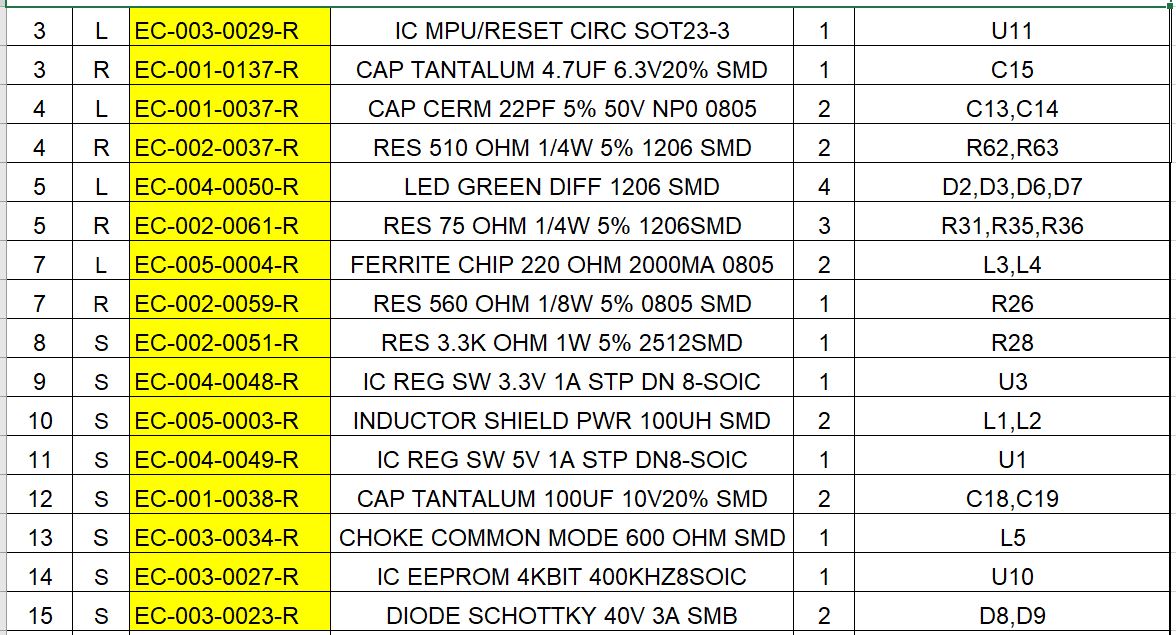 3 L EC-003-0029-R IC MPU/RESET CIRC SOT23-3 1 U11
3 R EC-001-0137-R CAP TANTALUM 4.7UF 6.3V20% SMD 1 C15
4 L EC-001-0037-R CAP CERM 22PF 5% 50V NP0 0805 2 C13,C14
4 R EC-002-0037-R RES 510 OHM 1/4W 5% 1206 SMD 2 R62,R63
5 L EC-004-0050-R LED GREEN DIFF 1206 SMD 4 D2,D3,D6,D7
5 R EC-002-0061-R RES 75 OHM 1/4W 5% 1206SMD 3 R31,R35,R36
7 L EC-005-0004-R FERRITE CHIP 220 OHM 2000MA 0805 2 L3,L4
7 R EC-002-0059-R RES 560 OHM 1/8W 5% 0805 SMD 1 R26
8 S EC-002-0051-R RES 3.3K OHM 1W 5% 2512SMD 1 R28
9 S EC-004-0048-R IC REG SW 3.3V 1A STP DN 8-SOIC 1 U3
10 S EC-005-0003-R INDUCTOR SHIELD PWR 100UH SMD 2 L1,L2
11 S EC-004-0049-R IC REG SW 5V 1A STP DN8-SOIC 1 U1
12 S EC-001-0038-R CAP TANTALUM 100UF 10V20% SMD 2 C18,C19
13 S EC-003-0034-R CHOKE COMMON MODE 600 OHM SMD 1 L5
14 S EC-003-0027-R IC EEPROM 4KBIT 400KHZ8SOIC 1 U10
15 S EC-003-0023-R DIODE SCHOTTKY 40V 3A SMB 2 D8,D9